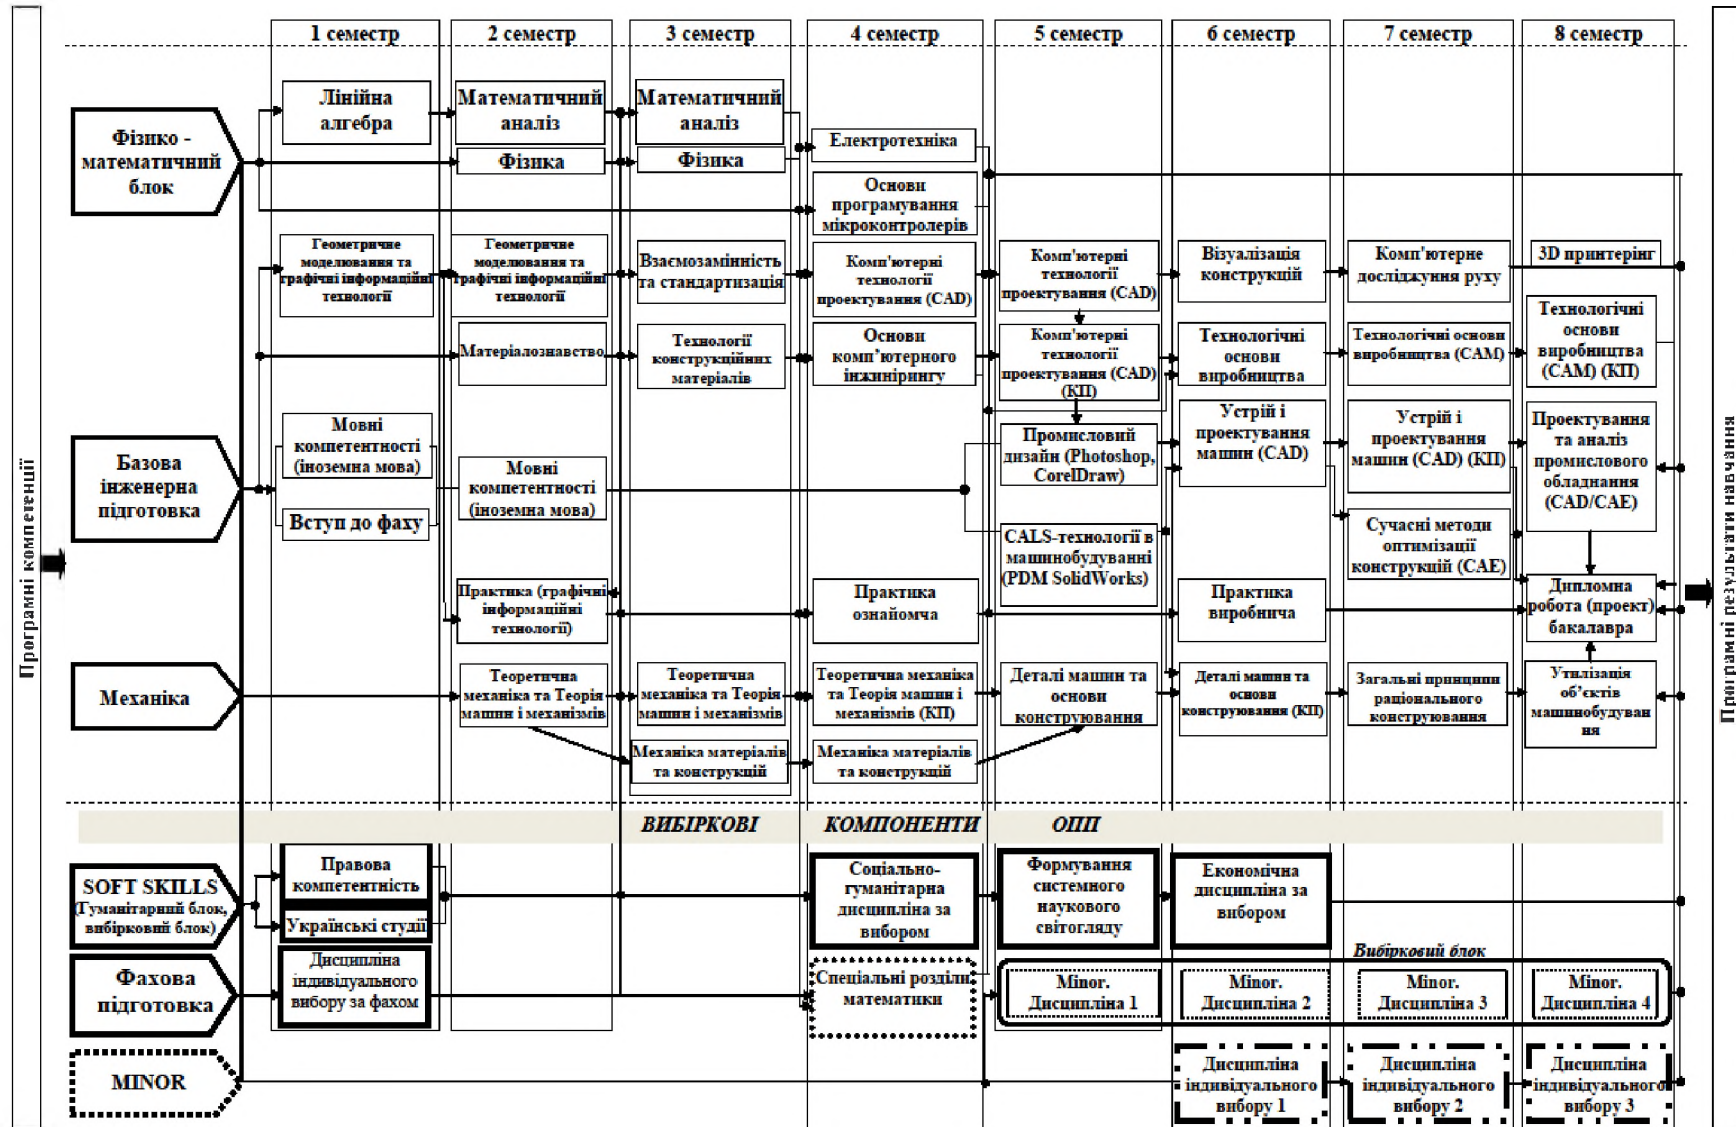 1 семестр
2 семестр
3 семестр
4 семестр
5 семестр
6 семестр
7 семестр
8 семестр
Програмні компетенції
Програмні результати навчання
Фізико -
математичний
блок
Лінійна
алгебра
Математичний
аналіз
Математичний
аналіз
Фізика
Фізика
Електротехніка
Основи
програмування
мікроконтролерів
Геометричне
моделювання та
графічні інформаційні
технології
Геометричне
моделювання та
графічні інформаційні
технології
Взаємозамінність
та стандартизація
Комп'ютерні
технології
проектування (CAD)
Комп'ютерні
технології
проектування (CAD)
Візуалізація
конструкцій
Комп'ютерне
дослідження руху
3D принтерінг
Матеріалознавство
Технології
конструкційних
матеріалів
Основи
комп'ютерного
інжинірингу
Комп'ютерні
технології
проектування (CAD)
(КП)
Технологічні
основи
виробництва
Технологічні основи
виробництва (CAM)
Технологічні
основи
виробництва
(CAM) (КП)
Базова
інженерна
підготовка
Мовні
компетентності
(іноземна мова)
Вступ до фаху
Мовні
компетентності
(іноземна мова)
Промисловий
дизайн (Photoshop,
CorelDraw)
Устрій і
проектування
машин (CAD)
Устрій і
проектування
машин (CAD) (КП)
Проектування
та аналіз
промислового
обладнання
(CAD/CAE)
CALS-технології в
машинобудуванні
(PDM SolidWorks)
Сучасні методи
оптимізації
конструкцій (CAE)
Практика (графічні
інформаційні
технології)
Практика
ознайомча
Практика
виробнича
Дипломна
робота (проект)
бакалавра
Механіка
Теоретична
механіка та Теорія
машин і механізмів
Теоретична
механіка та Теорія
машин і механізмів
Теоретична механіка
та Теорія машин і
механізмів (КП)
Деталі машин та
основи
конструювання
Деталі машин та
основи
конструювання (КП)
Загальні принципи
раціонального
конструювання
Утилізація
об'єктів
машинобудуван
ня
Механіка матеріалів
та конструкцій
Механіка матеріалів
та конструкцій
ВИБІРКОВІ КОМПОНЕНТИ ОПП
SOFT SKILLS
(Гуманітарний блок,
вибірковий блок)
Правова
компетентність
Українські студії
Соціально-
гуманітарна
дисципліна за
вибором
Формування
системного
наукового
світогляду
Економічна
дисципліна за
вибором
Фахова
підготовка
Дисципліна
індивідуального
вибору за фахом
Спеціальні розділи
математики
Вибірковий блок
Minor.
Дисципліна 1
Minor.
Дисципліна 2
Minor.
Дисципліна 3
Minor.
Дисципліна 4
MINOR
Дисципліна
індивідуального
вибору 1
Дисципліна
індивідуального
вибору 2
Дисципліна
індивідуального
вибору 3